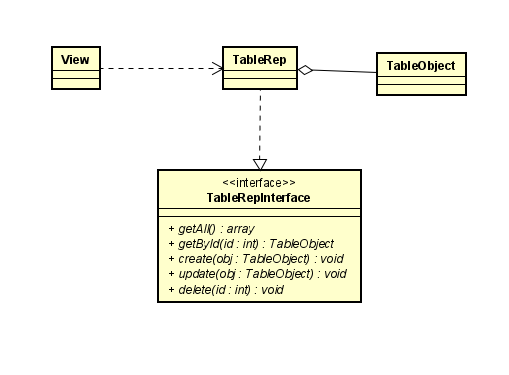 View
TableRep
TableObject
<<interface>>
TableRepInterface
+ getAll() : array
+ getById(id : int) : TableObject
+ create(obj : TableObject) : void
+ update(obj : TableObject) : void
+ delete(id : int) : void